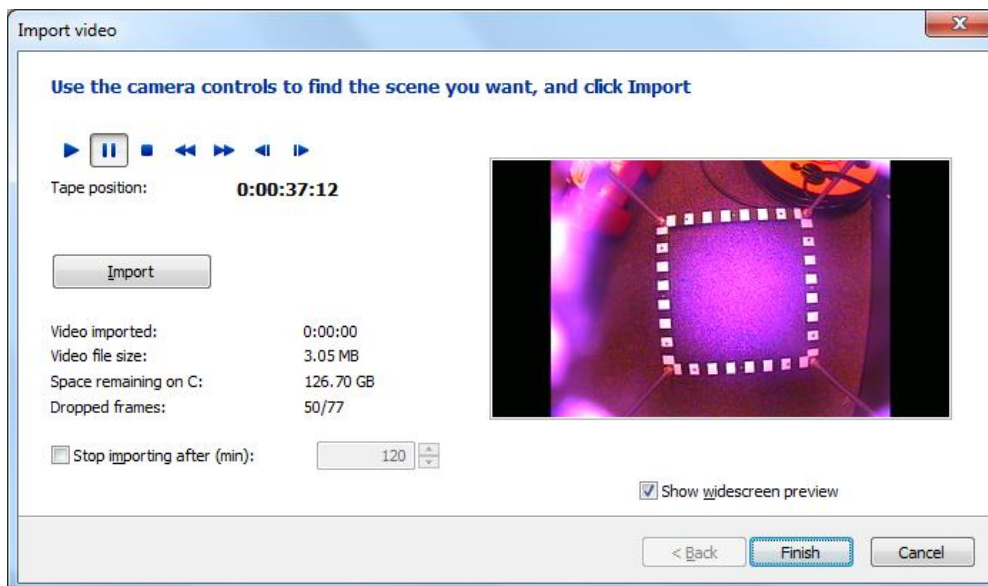 Import video
Use the camera controls to find the scene you want, and click Import
Tape position: 0:00:37:12
Import
Video imported: 0:00:00
Video file size: 3.05 MB
Space remaining on C: 126.70 GB
Dropped frames: 50/77
Stop importing after (min): 120
Show widescreen preview
< Back Finish Cancel